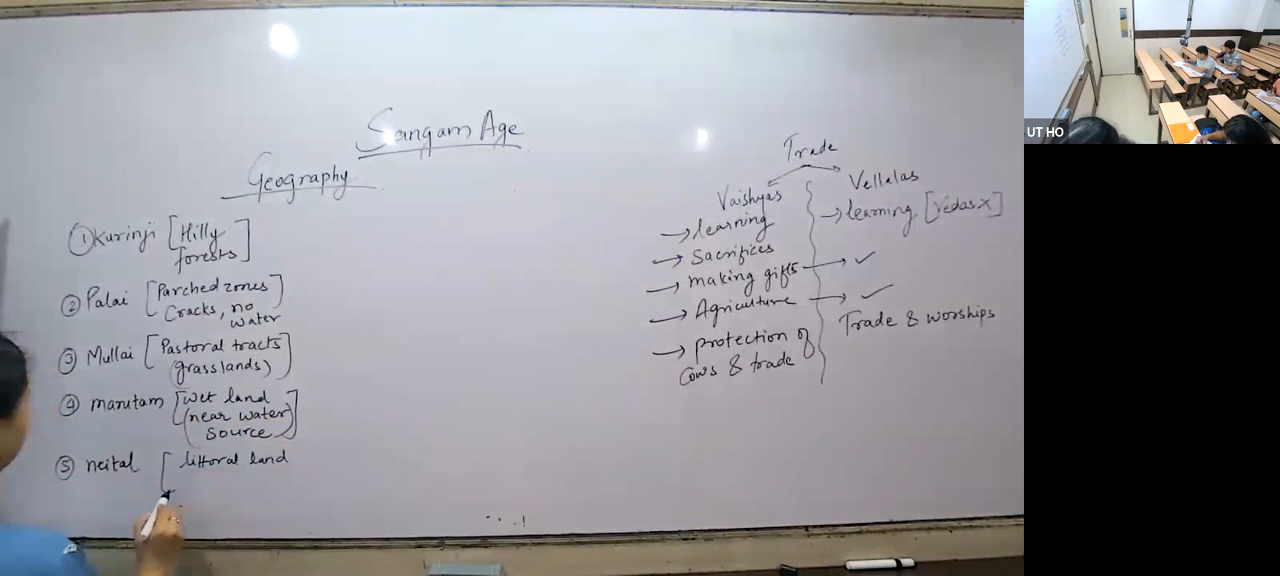 Sangam Age
Geography
① Kurinji [Hilly
forests]
② Palai [Parched zones
Cracks, no
water]
③ Mullai [Pastoral tracts
(grasslands)]
④ marutam [wet land
(near water)
source]
⑤ neital [littoral land
Trade
Vaishyas
→ learning
→ Sacrifices
→ making gifts → ✓
→ Agriculture → ✓
→ protection of
Cows & trade
Vellalas
→ learning [vedas x]
Trade & worships
UT HO